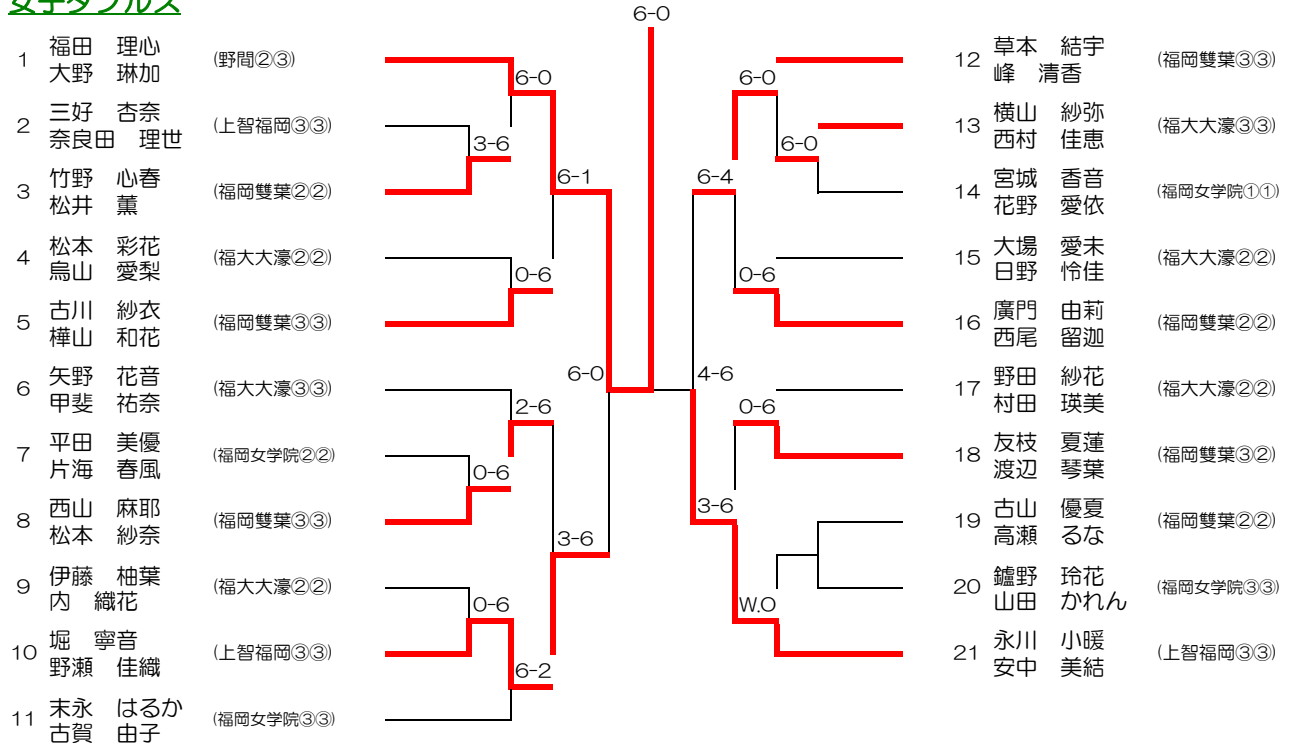 女子ダブルス
6-0
1 福田 理心
大野 琳加 (野間②③)
6-0
2 三好 杏奈
奈良田 理世 (上智福岡③③)
3-6
3 竹野 心春
松井 薫 (福岡雙葉②②)
6-1
4 松本 彩花
烏山 愛梨 (福大大濠②②)
0-6
5 古川 紗衣
樺山 和花 (福岡雙葉③③)
6-0
6 矢野 花音
甲斐 祐奈 (福大大濠③③)
2-6
7 平田 美優
片海 春風 (福岡女学院②②)
0-6
8 西山 麻耶
松本 紗奈 (福岡雙葉③③)
3-6
9 伊藤 柚葉
内 織花 (福大大濠②②)
0-6
10 堀 寧音
野瀬 佳織 (上智福岡③③)
6-2
11 末永 はるか
古賀 由子 (福岡女学院③③)
12 草本 結宇
峰 清香 (福岡雙葉③③)
6-0
13 横山 紗弥
西村 佳恵 (福大大濠③③)
6-0
14 宮城 香音
花野 愛依 (福岡女学院①①)
6-4
15 大場 愛未
日野 怜佳 (福大大濠②②)
0-6
16 廣門 由莉
西尾 留迦 (福岡雙葉②②)
4-6
17 野田 紗花
村田 瑛美 (福大大濠②②)
0-6
18 友枝 夏蓮
渡辺 琴葉 (福岡雙葉③②)
3-6
19 古山 優夏
高瀬 るな (福岡雙葉②②)
20 鑪野 玲花
山田 かれん (福岡女学院③③)
W.O
21 永川 小暖
安中 美結 (上智福岡③③)